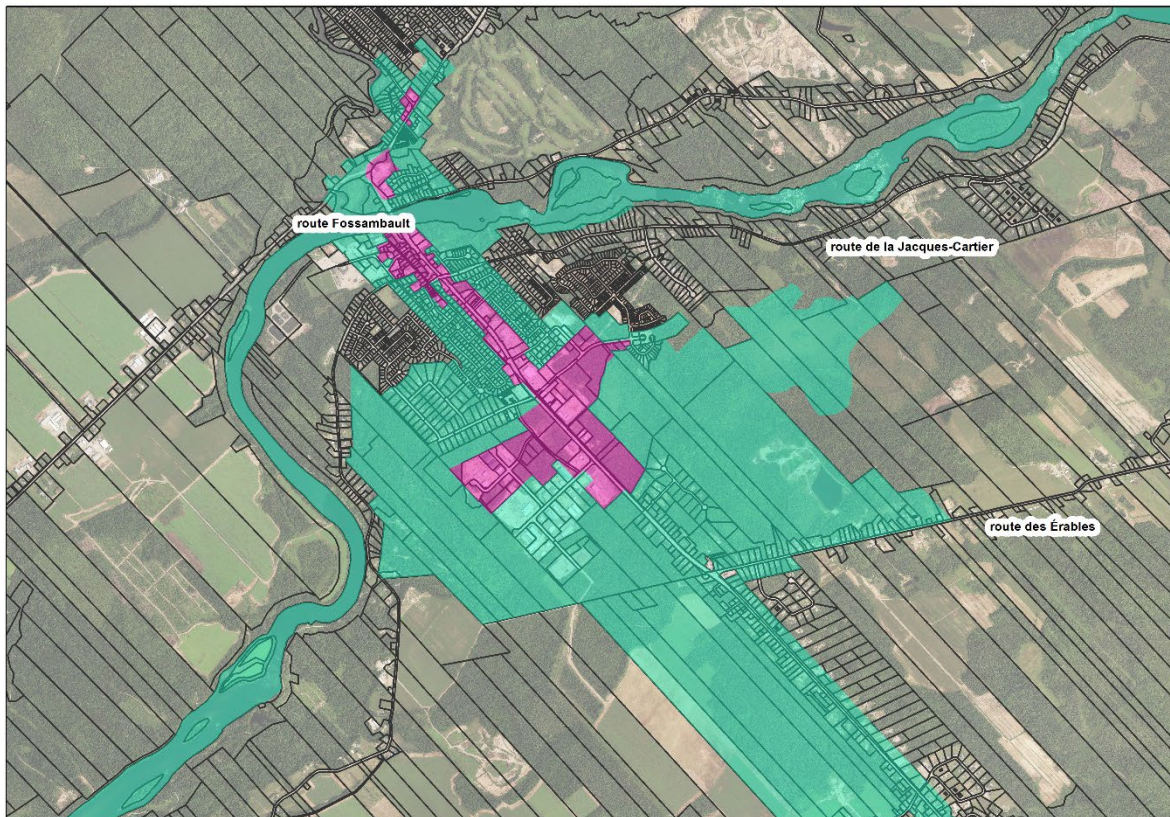 route Fossambault
route de la Jacques-Cartier
route des Érables